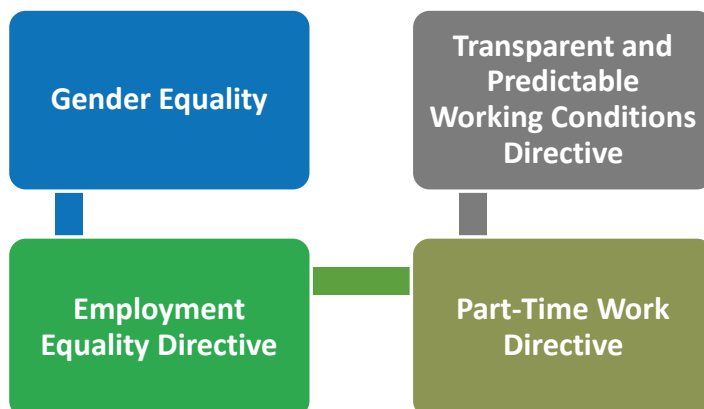 Gender Equality
Transparent and
Predictable
Working Conditions
Directive
Employment
Equality Directive
Part-Time Work
Directive